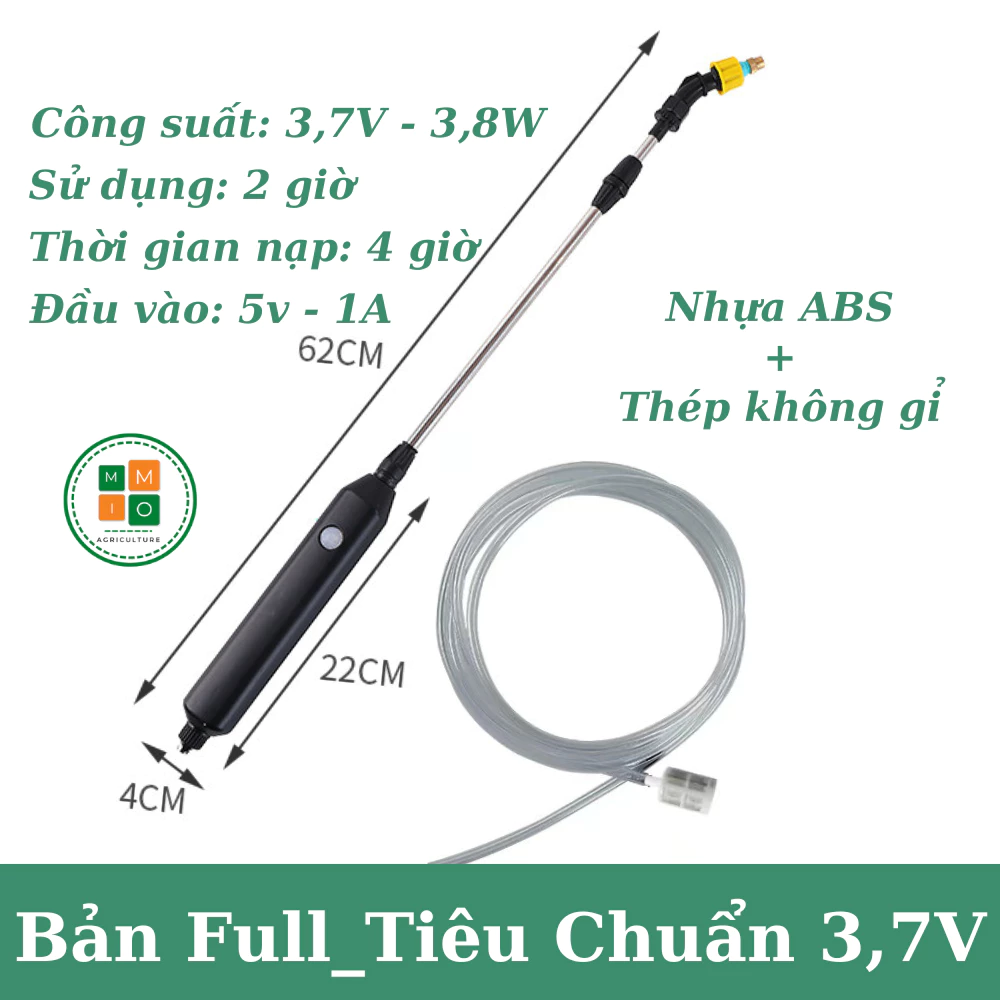 Công suất: 3,7V - 3,8W
Sử dụng: 2 giờ
Thời gian nạp: 4 giờ
Đầu vào: 5v - 1A
62CM
Nhựa ABS
+
Thép không gỉ
M M
I O
AGRICULTURE
22CM
4CM
Bản Full_Tiêu Chuẩn 3,7V